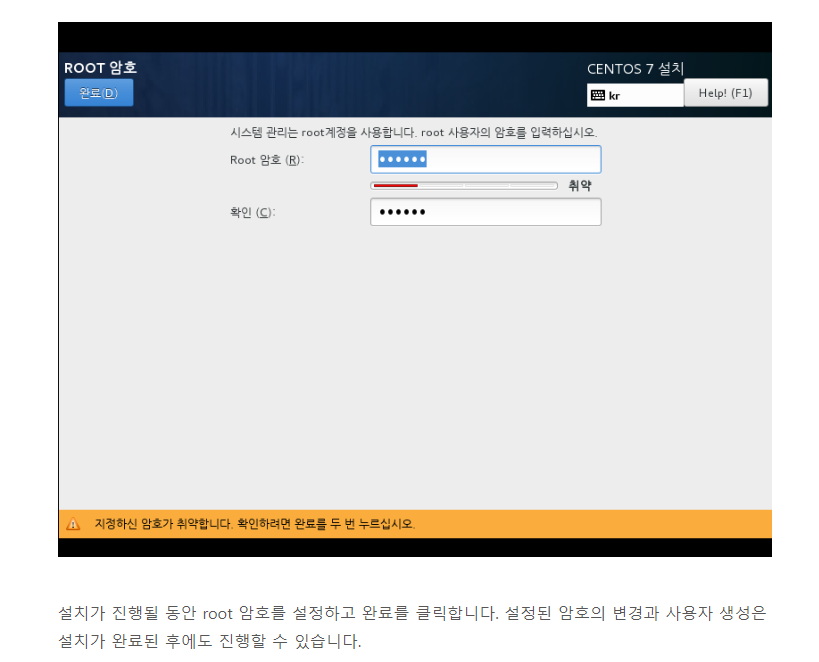 ROOT 암호
CENTOS 7 설치
완료(D)
kr
Help! (F1)
시스템 관리는 root계정을 사용합니다. root 사용자의 암호를 입력하십시오.
Root 암호 (R):
••••••
취약
확인 (C):
••••••
지정하신 암호가 취약합니다. 확인하려면 완료를 두 번 누르십시오.
설치가 진행될 동안 root 암호를 설정하고 완료를 클릭합니다. 설정된 암호의 변경과 사용자 생성은
설치가 완료된 후에도 진행할 수 있습니다.